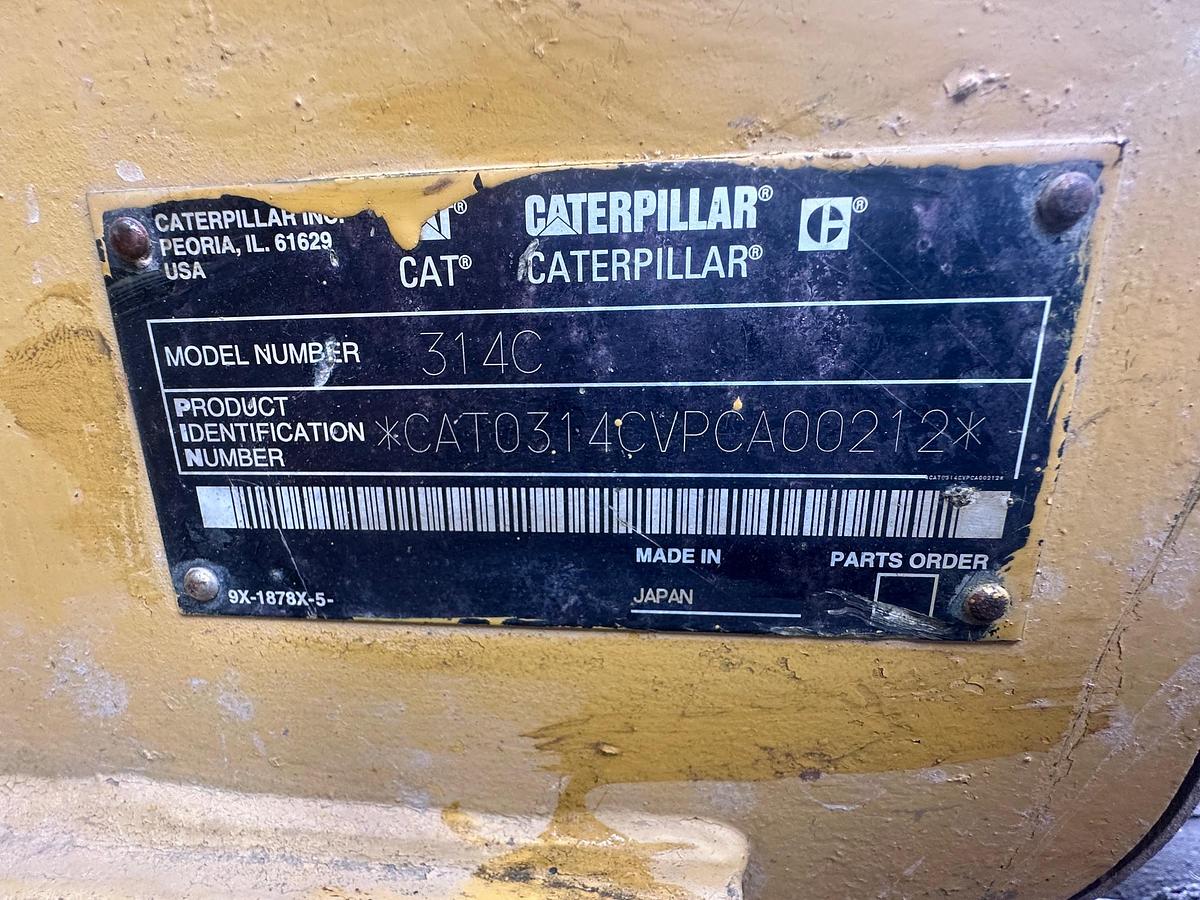 CATERPILLAR INC.
PEORIA, IL. 61629
USA
CAT®
CATERPILLAR®
CATERPILLAR®
C®
MODEL NUMBER 314C
PRODUCT
IDENTIFICATION
NUMBER
*CAT0314CVPCA00212*
*CAT0314CVPCA00212*
MADE IN
JAPAN
PARTS ORDER
9X-1878X-5-